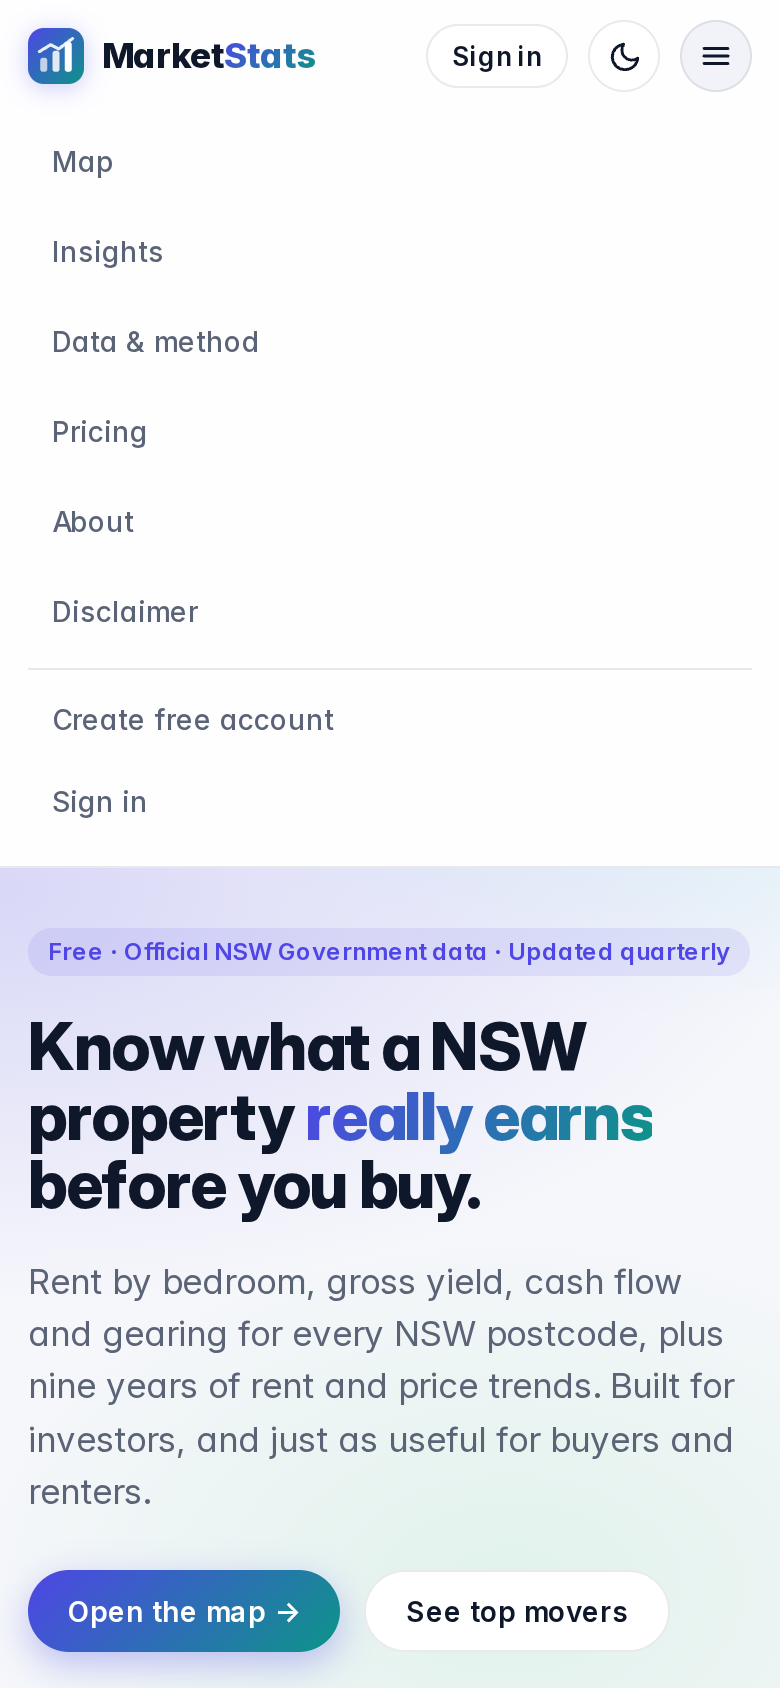 MarketStats
Sign in
Map
Insights
Data & method
Pricing
About
Disclaimer
Create free account
Sign in
Free · Official NSW Government data · Updated quarterly
Know what a NSW
property really earns
before you buy.
Rent by bedroom, gross yield, cash flow
and gearing for every NSW postcode, plus
nine years of rent and price trends. Built for
investors, and just as useful for buyers and
renters.
Open the map →
See top movers